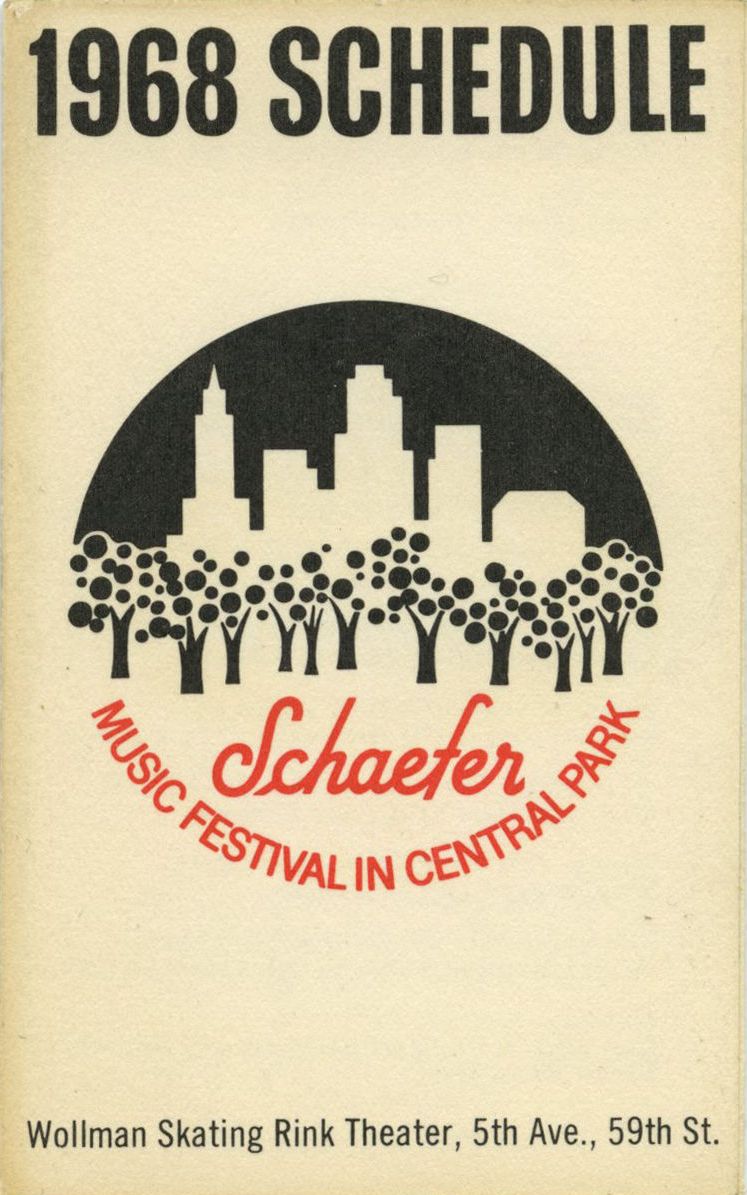 1968 SCHEDULE
Schaefer
MUSIC FESTIVAL IN CENTRAL PARK
Wollman Skating Rink Theater, 5th Ave., 59th St.